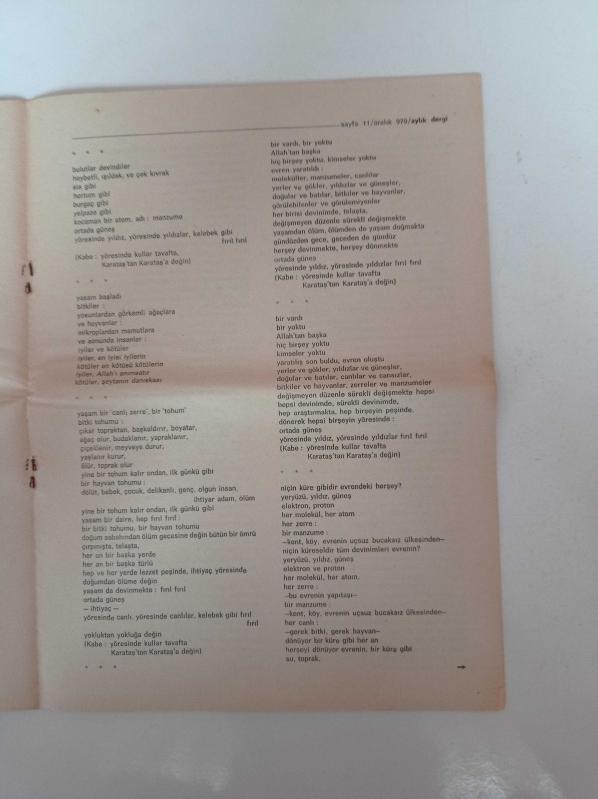 sayfa 11/aralık 979/aylık dergi
* * *
bulutlar devindiler
heybetli, ışıldak, ve çok kıvrak
sis gibi
hortum gibi
burgaç gibi
yelpaze gibi
kocaman bir atom, adı : manzume
ortada güneş
yöresinde yıldız, yöresinde yıldızlar, kelebek gibi
fırıl fırıl
(Kabe : yöresinde kullar tavafta,
Karataş'tan Karataş'a değin)
* * *
yaşam başladı
bitkiler :
yosunlardan görkemli ağaçlara
ve hayvanlar :
mikroplardan mamutlara
ve sonunda insanlar :
iyiler ve kötüler
iyiler, en iyisi iyilerin
kötüler en kötüsü kötülerin
iyiler, Allah'ı anımsatır
kötüler, şeytanın damkası
* * *
yaşam bir 'canlı zerre', bir 'tohum'
bitki tohumu :
çıkar topraktan, başkaldırır, boyatar,
ağaç olur, budaklanır, yapraklanır,
çiçeklenir, meyveye durur,
yaşlanır kurur,
ölür, toprak olur
yine bir tohum kalır ondan, ilk günkü gibi
bir hayvan tohumu :
dölüt, bebek, çocuk, delikanlı, genç, olgun insan,
ihtiyar adam, ölüm
yine bir tohum kalır ondan, ilk günkü gibi
yaşam bir daire, hep fırıl fırıl :
bir bitki tohumu, bir hayvan tohumu
doğum sabahından ölüm gecesine değin bütün bir ömrü
çırpınışta, telaşta,
her an bir başka yerde
her an bir başka türlü
hep ve her yerde lezzet peşinde, ihtiyaç yöresinde
doğumdan ölüme değin
yaşam da devinmekte : fırıl fırıl
ortada güneş
— ihtiyaç —
yöresinde canlı, yöresinde canlılar, kelebek gibi fırıl
fırıl
yokluktan yokluğa değin
(Kabe : yöresinde kullar tavafta
Karataş'tan Karataş'a değin)
* * *
bir vardı, bir yoktu
Allah'tan başka
hiç birşey yoktu, kimseler yoktu
evren yaratıldı :
moleküller, manzumeler, canlılar
yerler ve gökler, yıldızlar ve güneşler,
doğular ve batılar, bitkiler ve hayvanlar,
görülebilenler ve görülemiyenler
her birisi devinimde, telaşta,
değişmeyen düzenle sürekli değişmekte
yaşamdan ölüm, ölümden de yaşam doğmakta
gündüzden gece, geceden de gündüz
herşey devinmekte, herşey dönmekte
ortada güneş
yöresinde yıldız, yöresinde yıldızlar fırıl fırıl
(Kabe : yöresinde kullar tavafta
Karataş'tan Karataş'a değin)
* * *
bir vardı
bir yoktu
Allah'tan başka
hiç birşey yoktu
kimseler yoktu
yaratılış son buldu, evren oluştu
yerler ve gökler, yıldızlar ve güneşler,
doğular ve batılar, canlılar ve cansızlar,
bitkiler ve hayvanlar, zerreler ve manzumeler
değişmeyen düzenle sürekli değişmekte hepsi
hepsi devinimde, sürekli devinimde,
hep araştırmakta, hep birşeyin peşinde,
dönerek hepsi birşeyin yöresinde :
ortada güneş
yöresinde yıldız, yöresinde yıldızlar fırıl fırıl
(Kabe : yöresinde kullar tavafta
Karataş'tan Karataş'a değin)
* * *
niçin küre gibidir evrendeki herşey?
yeryüzü, yıldız, güneş
elektron, proton
her molekül, her atom
her zerre :
bir manzume :
—kent, köy, evrenin uçsuz bucaksız ülkesinden—
niçin küreseldir tüm devinimleri evrenin?
yeryüzü, yıldız, güneş
elektron ve proton
her molekül, her atom,
her zerre :
—bu evrenin yapıtaşı—
bir manzume :
—kent, köy, evrenin uçsuz bucaksız ülkesinden—
her canlı :
—gerek bitki, gerek hayvan—
dönüyor bir küre gibi her an
herşeyi dönüyor evrenin, bir küre gibi
su, toprak,
→